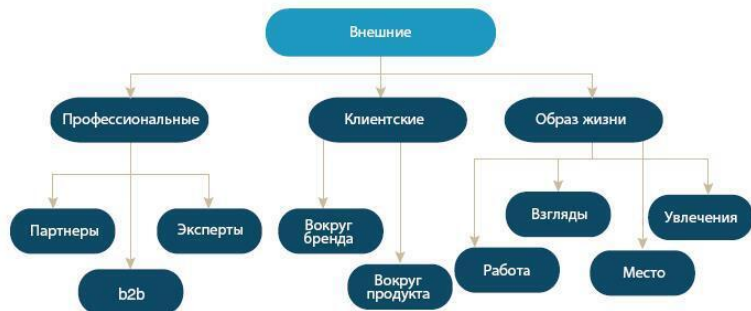 Внешние
Профессиональные
Клиентские
Образ жизни
Партнеры
Эксперты
b2b
Вокруг
бренда
Вокруг
продукта
Взгляды
Увлечения
Работа
Место